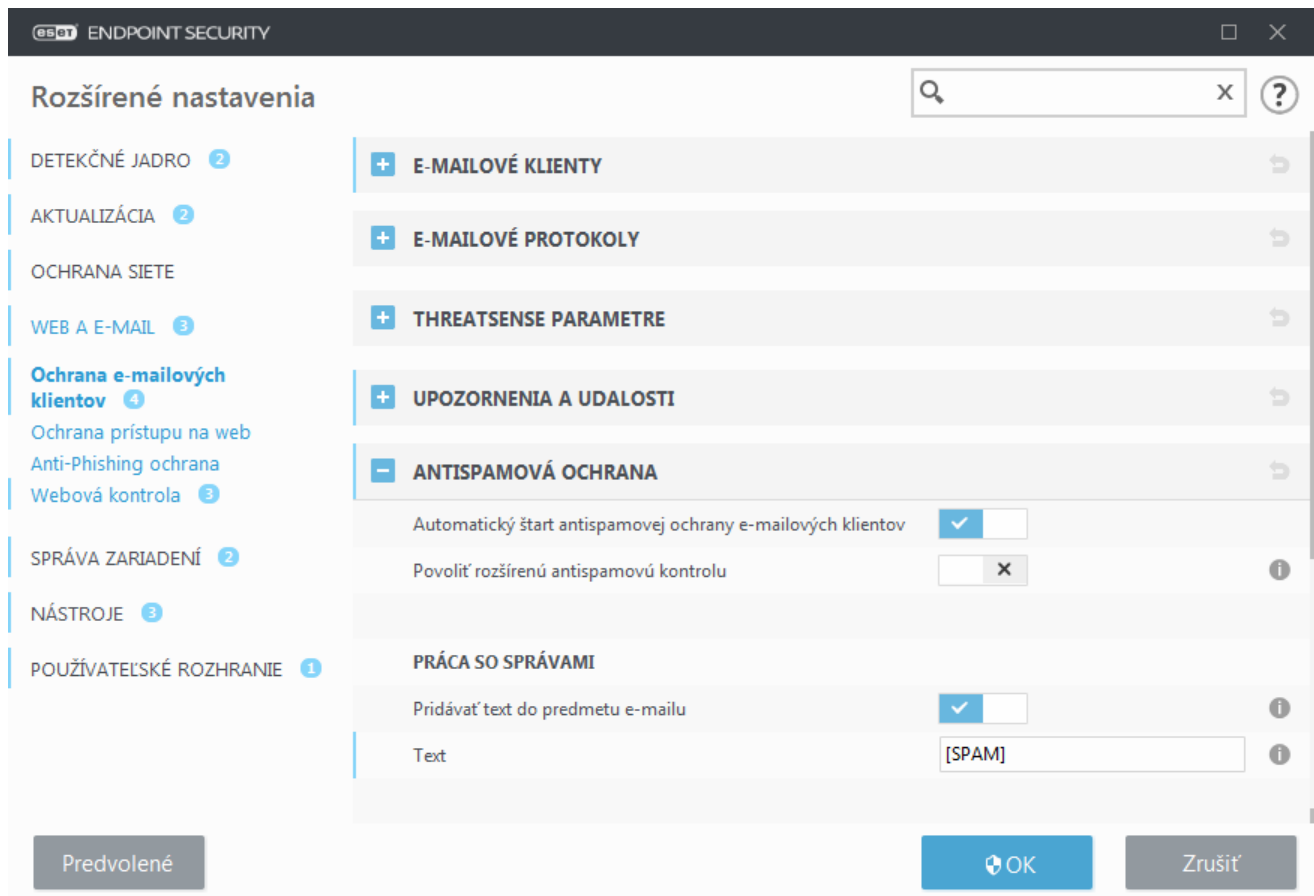 eset ENDPOINT SECURITY
Rozšírené nastavenia
x
?
DETEKČNÉ JADRO 2
AKTUALIZÁCIA 2
OCHRANA SIETE
WEB A E-MAIL 3
Ochrana e-mailových
klientov 4
Ochrana prístupu na web
Anti-Phishing ochrana
Webová kontrola 3
SPRÁVA ZARIADENÍ 2
NÁSTROJE 3
POUŽÍVATEĽSKÉ ROZHRANIE 1
E-MAILOVÉ KLIENTY
E-MAILOVÉ PROTOKOLY
THREATSENSE PARAMETRE
UPOZORNENIA A UDALOSTI
ANTISPAMOVÁ OCHRANA
Automatický štart antispamovej ochrany e-mailových klientov
Povoliť rozšírenú antispamovú kontrolu
PRÁCA SO SPRÁVAMI
Pridávať text do predmetu e-mailu
Text [SPAM]
Predvolené
OK
Zrušiť